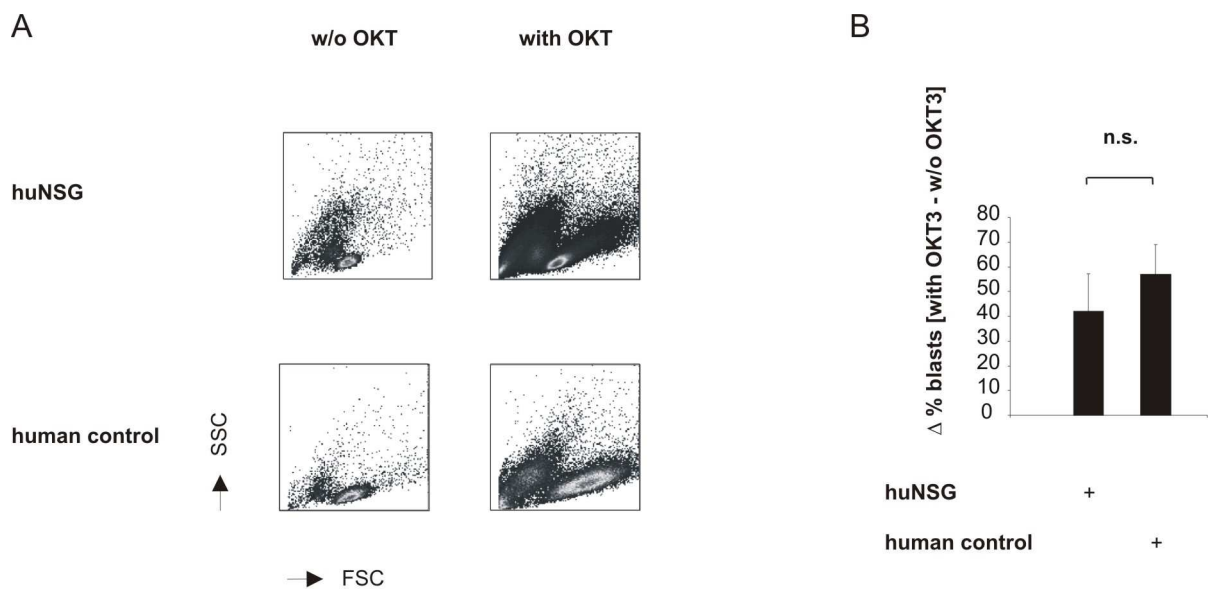 A
w/o OKT
with OKT
huNSG
human control
SSC
FSC
B
Δ % blasts [with OKT3 - w/o OKT3]
n.s.
80
70
60
50
40
30
20
10
0
huNSG +
human control +